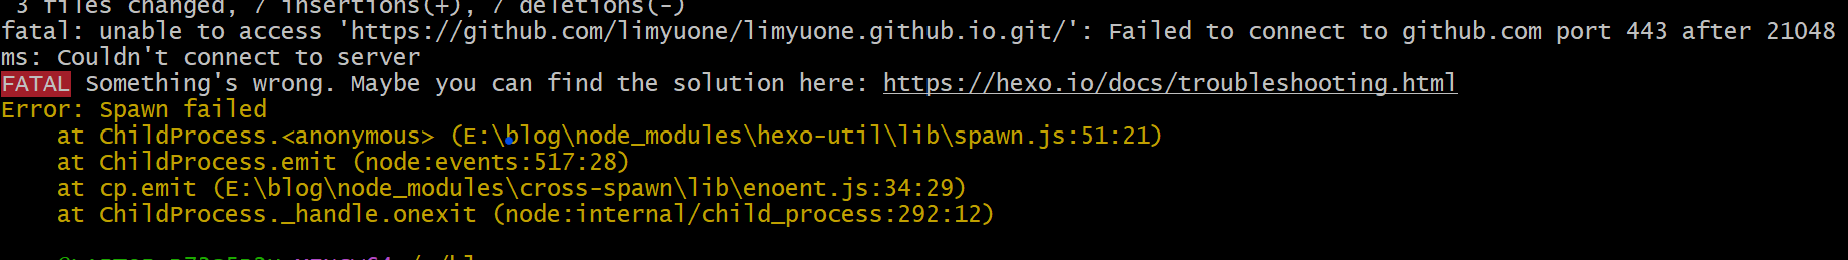 3 files changed, 7 insertions(+), 7 deletions(-)
fatal: unable to access 'https://github.com/limyuone/limyuone.github.io.git/': Failed to connect to github.com port 443 after 21048
ms: Couldn't connect to server
FATAL Something's wrong. Maybe you can find the solution here: https://hexo.io/docs/troubleshooting.html
Error: Spawn failed
    at ChildProcess.<anonymous> (E:\blog\node_modules\hexo-util\lib\spawn.js:51:21)
    at ChildProcess.emit (node:events:517:28)
    at cp.emit (E:\blog\node_modules\cross-spawn\lib\enoent.js:34:29)
    at ChildProcess._handle.onexit (node:internal/child_process:292:12)